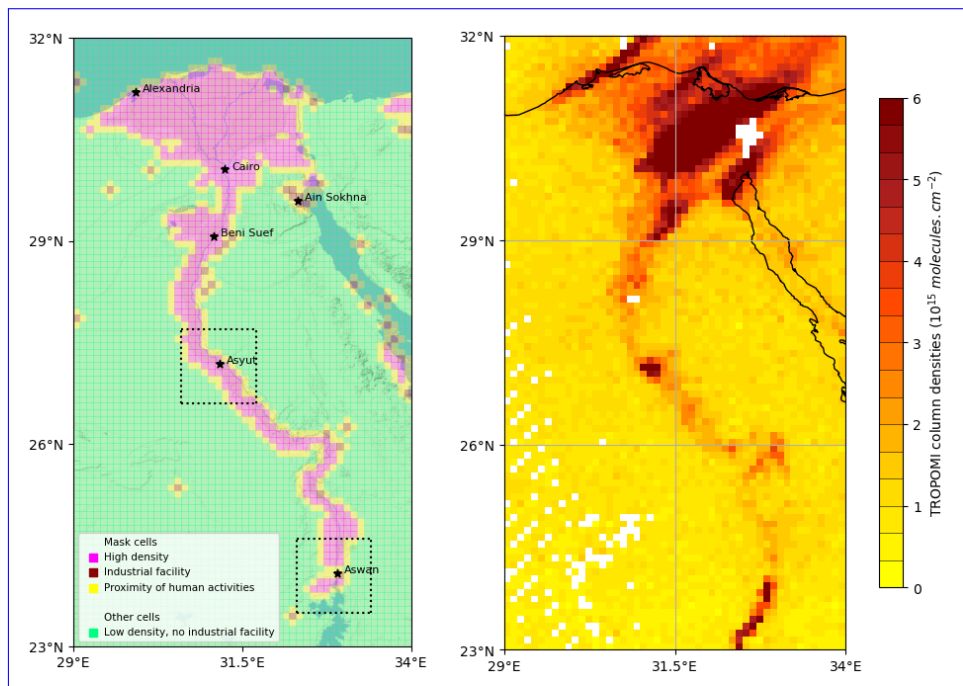 32°N
29°N
26°N
23°N
29°E
31.5°E
34°E
Alexandria
Cairo
Ain Sokhna
Beni Suef
Asyut
Aswan
Mask cells
High density
Industrial facility
Proximity of human activities
Other cells
Low density, no industrial facility
32°N
29°N
26°N
23°N
29°E
31.5°E
34°E
6
5
4
3
2
1
0
TROPOMI column densities (10¹⁵ molecules.cm⁻²)